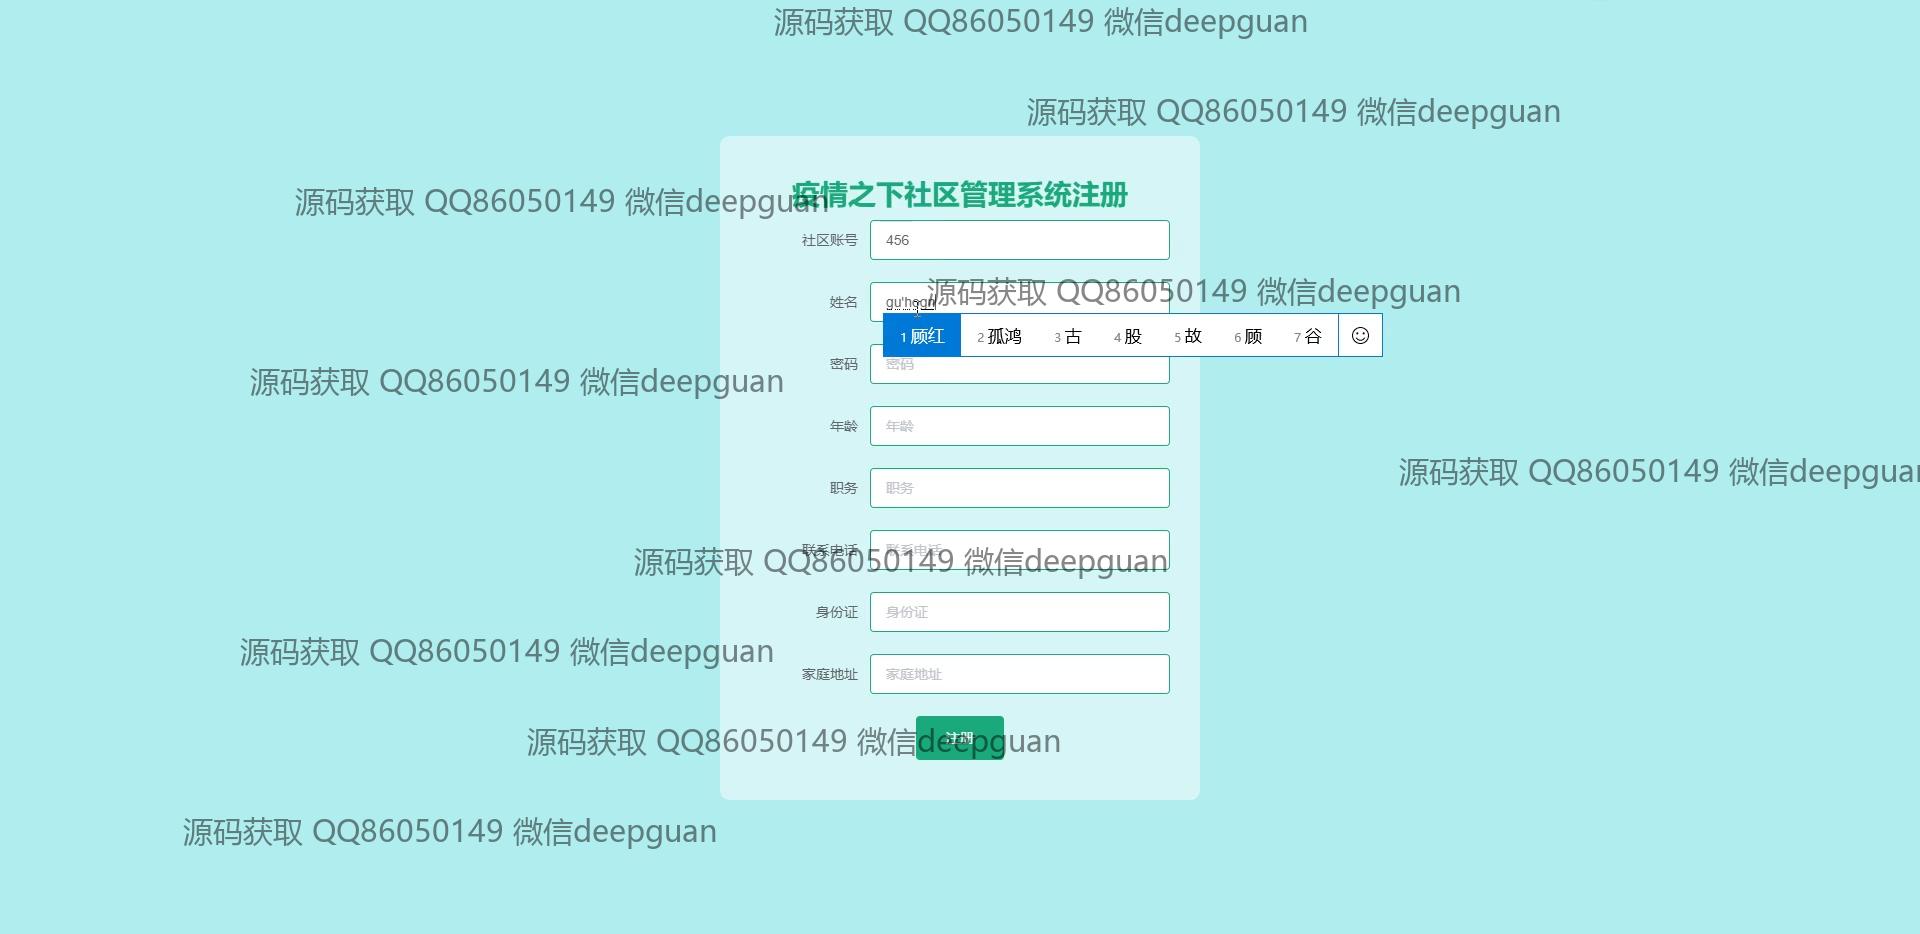 源码获取 QQ86050149 微信deepguan
源码获取 QQ86050149 微信deepguan
源码获取 QQ86050149 微信deepguan
疫情之下社区管理系统注册
社区账号 456
源码获取 QQ86050149 微信deepguan
姓名
1 顾红 2 孤鸿 3 古 4 股 5 故 6 顾 7 谷
密码 密码
源码获取 QQ86050149 微信deepguan
年龄 年龄
源码获取 QQ86050149 微信deepguan
职务 职务
联系电话 联系电话
源码获取 QQ86050149 微信deepguan
身份证 身份证
源码获取 QQ86050149 微信deepguan
家庭地址 家庭地址
注册
源码获取 QQ86050149 微信deepguan
源码获取 QQ86050149 微信deepguan